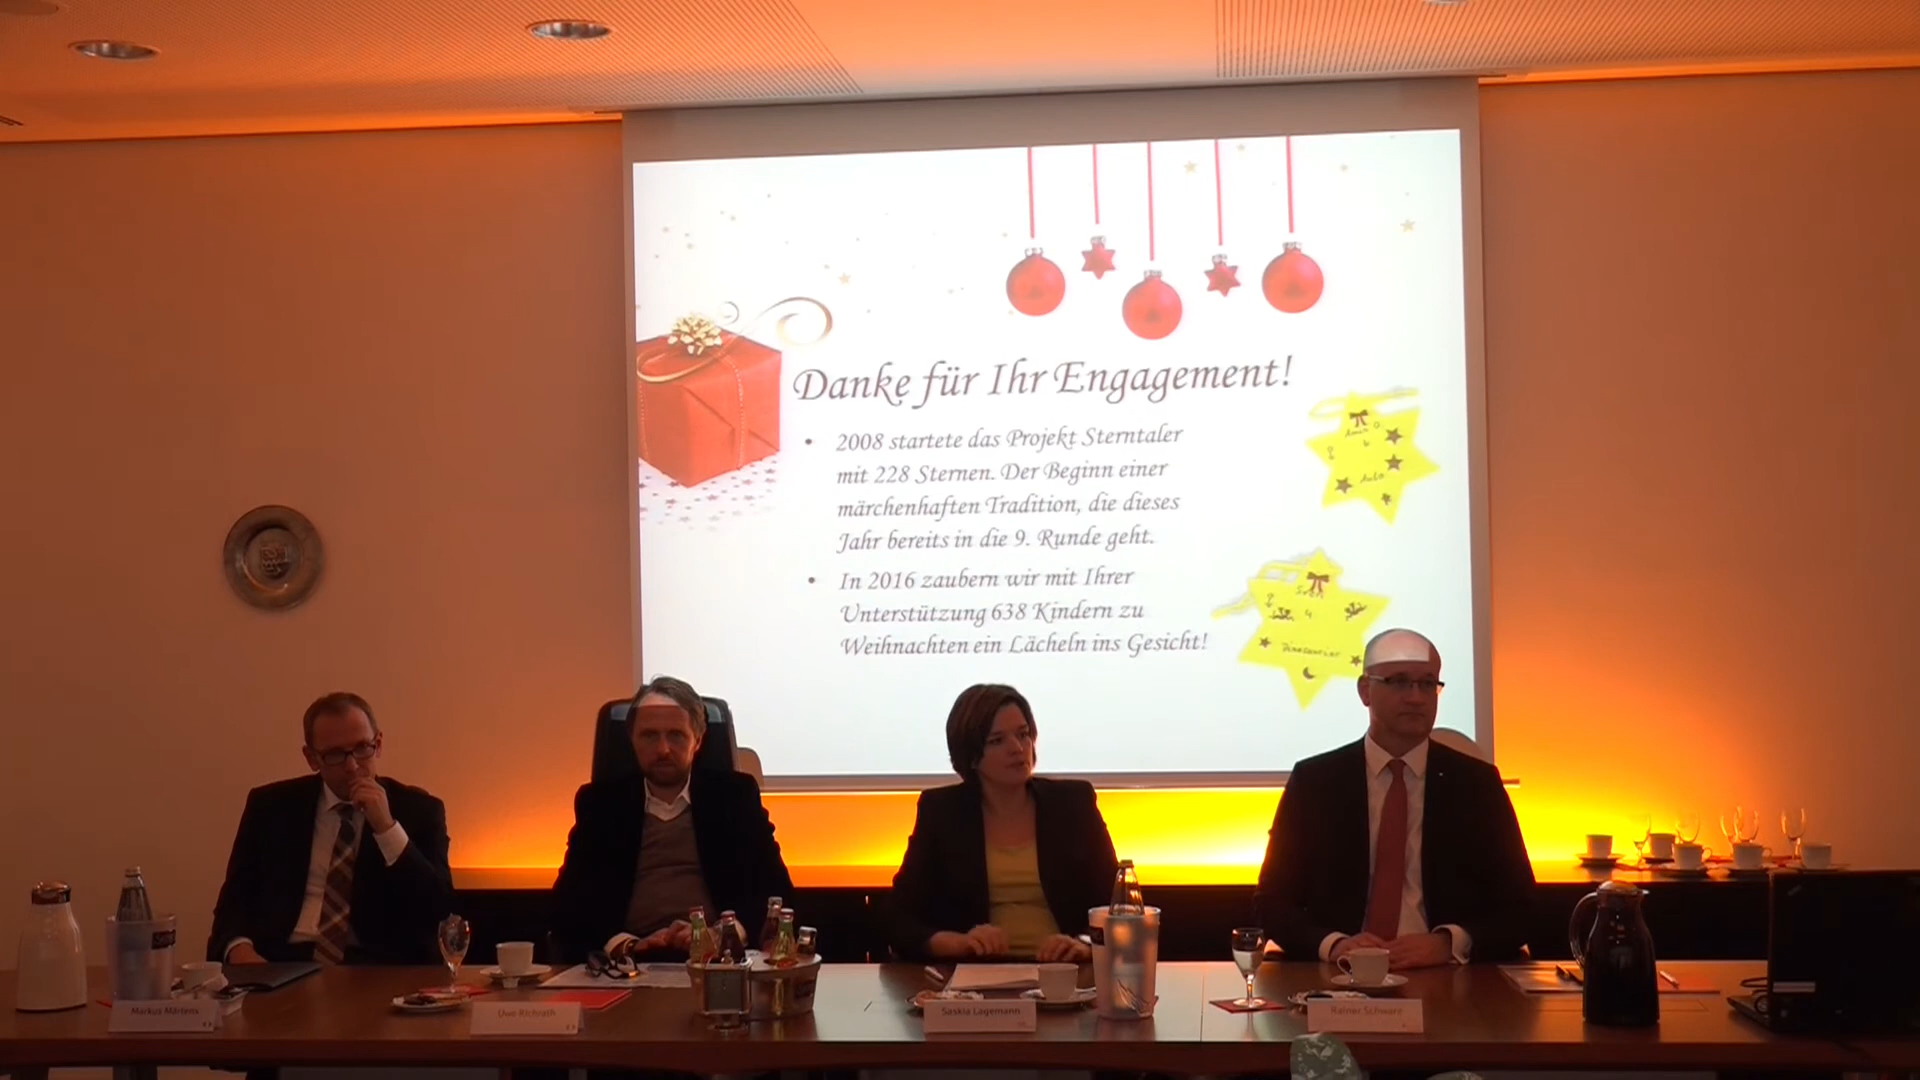 Danke für Ihr Engagement!
• 2008 startete das Projekt Sterntaler
mit 228 Sternen. Der Beginn einer
märchenhaften Tradition, die dieses
Jahr bereits in die 9. Runde geht.
• In 2016 zaubern wir mit Ihrer
Unterstützung 638 Kindern zu
Weihnachten ein Lächeln ins Gesicht!
Markus Märtens
Uwe Richrath
Saskia Lagemann
Rainer Schwarz